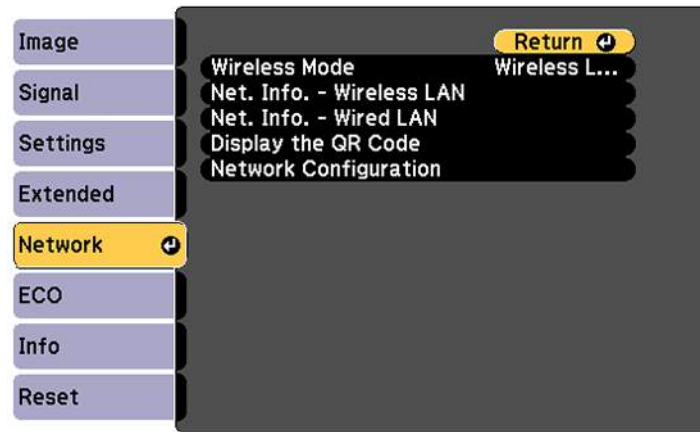 Image
Signal
Settings
Extended
Network
ECO
Info
Reset
Return
Wireless Mode Wireless L...
Net. Info. - Wireless LAN
Net. Info. - Wired LAN
Display the QR Code
Network Configuration